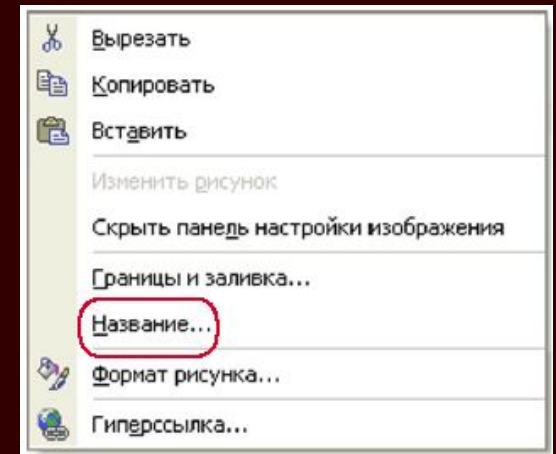 Вырезать
Копировать
Вставить
Изменить рисунок
Скрыть панель настройки изображения
Границы и заливка...
Название...
Формат рисунка...
Гиперссылка...